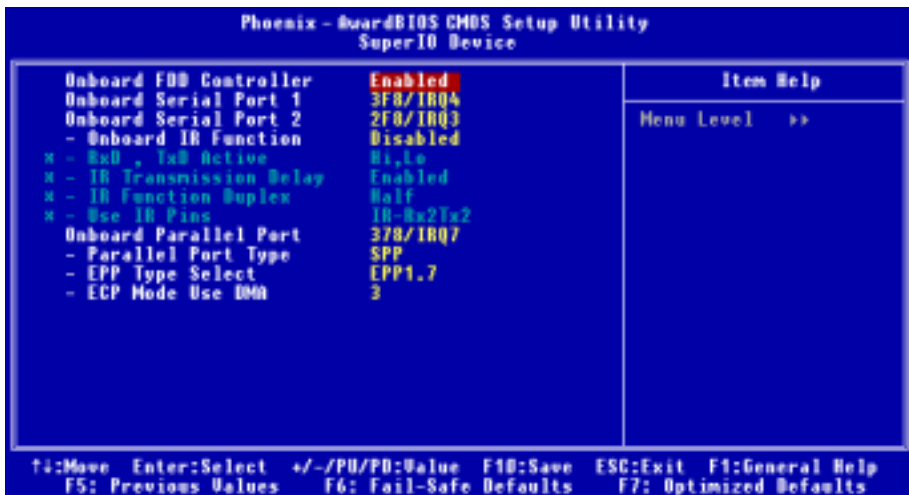 Phoenix - AwardBIOS CMOS Setup Utility
SuperIO Device
Onboard FDD Controller Enabled
Onboard Serial Port 1 3F8/IRQ4
Onboard Serial Port 2 2F8/IRQ3
- Onboard IR Function Disabled
x - RxD , TxD Active Hi,Lo
x - IR Transmission Delay Enabled
x - IR Function Duplex Half
x - Use IR Pins IR-Rx2Tx2
Onboard Parallel Port 378/IRQ7
- Parallel Port Type SPP
- EPP Type Select EPP1.7
- ECP Mode Use DMA 3
Item Help
Menu Level ▸▸
↑↓:Move Enter:Select +/-/PU/PD:Value F10:Save ESC:Exit F1:General Help
F5: Previous Values F6: Fail-Safe Defaults F7: Optimized Defaults